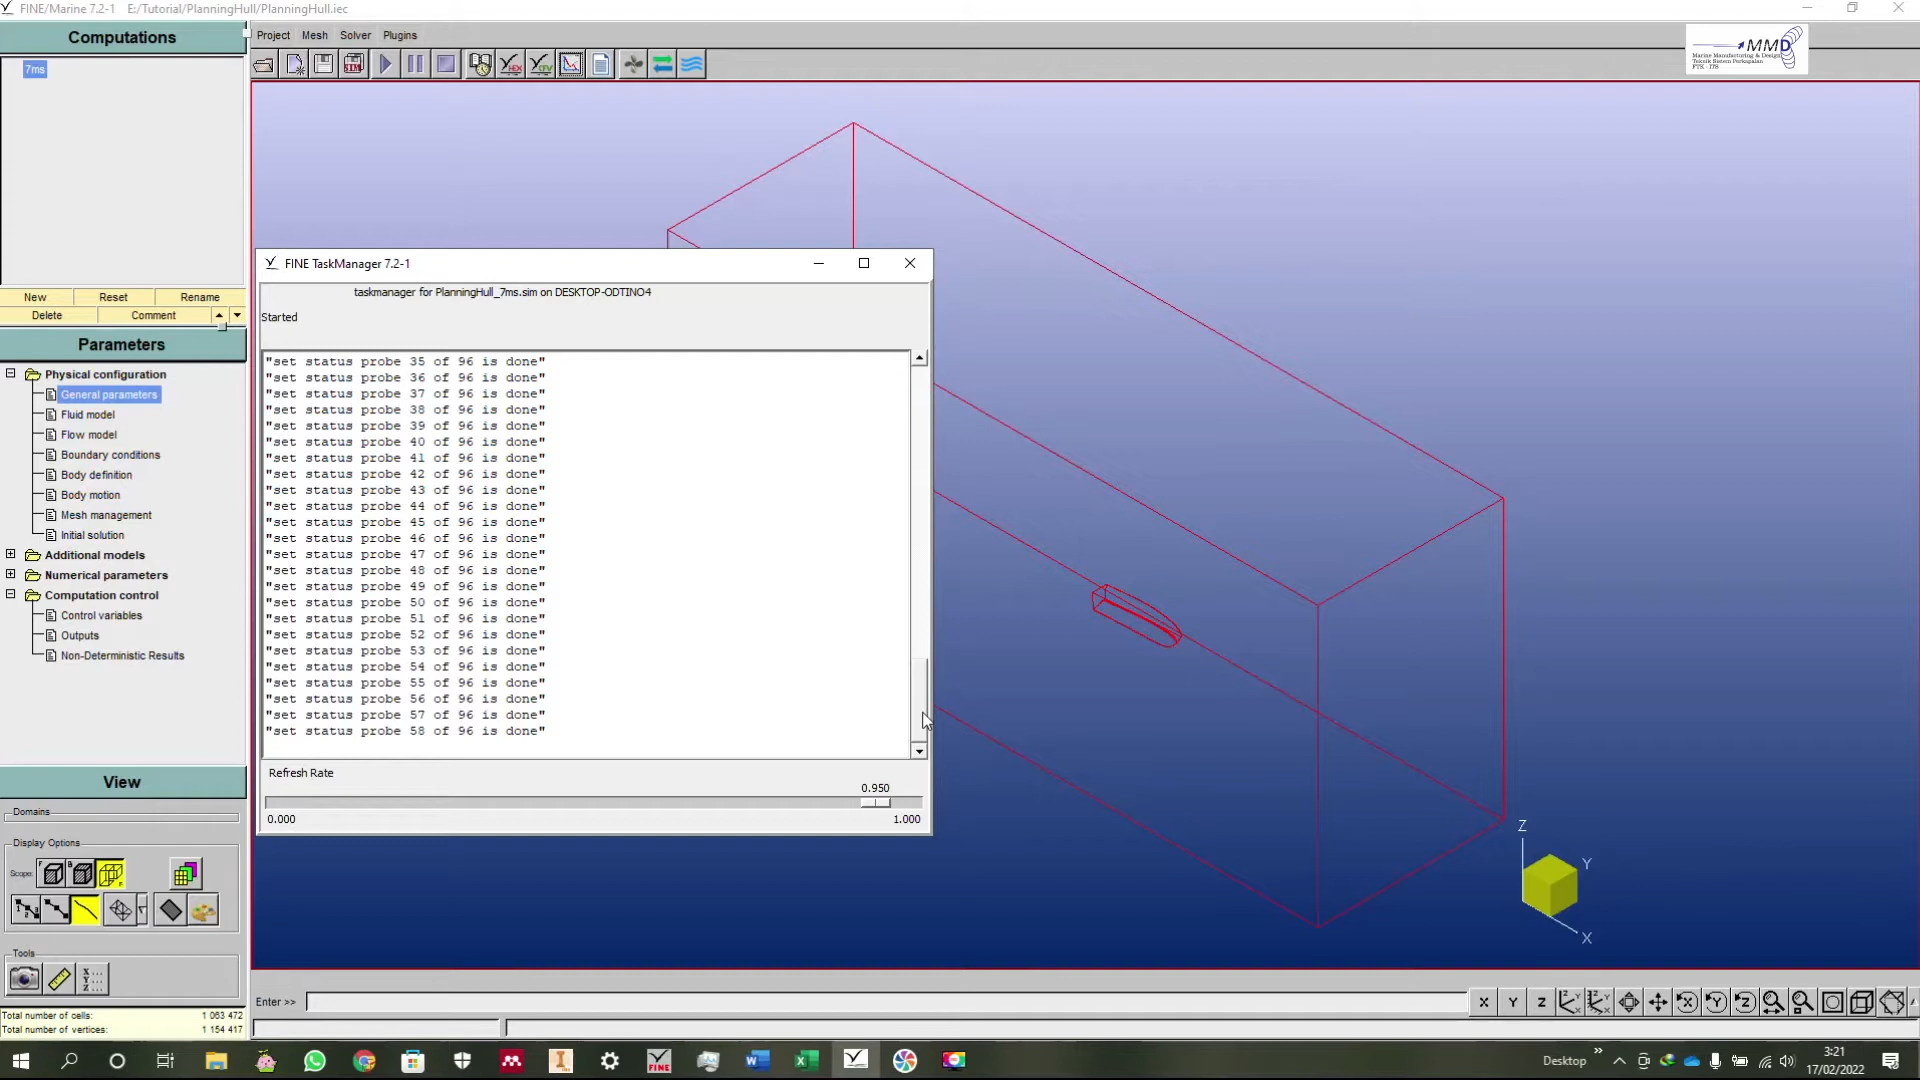 FINE/Marine 7.2-1 E:/Tutorial/PlanningHull/PlanningHull.iec
Computations
Project Mesh Solver Plugins
MMD
Marine Manufacturing & Design
Teknik Sistem Perkapalan
FTK - ITS
7ms
New Reset Rename
Delete Comment
Parameters
Physical configuration
General parameters
Fluid model
Flow model
Boundary conditions
Body definition
Body motion
Mesh management
Initial solution
Additional models
Numerical parameters
Computation control
Control variables
Outputs
Non-Deterministic Results
FINE TaskManager 7.2-1
taskmanager for PlanningHull_7ms.sim on DESKTOP-ODTINO4
Started
"set status probe 35 of 96 is done"
"set status probe 36 of 96 is done"
"set status probe 37 of 96 is done"
"set status probe 38 of 96 is done"
"set status probe 39 of 96 is done"
"set status probe 40 of 96 is done"
"set status probe 41 of 96 is done"
"set status probe 42 of 96 is done"
"set status probe 43 of 96 is done"
"set status probe 44 of 96 is done"
"set status probe 45 of 96 is done"
"set status probe 46 of 96 is done"
"set status probe 47 of 96 is done"
"set status probe 48 of 96 is done"
"set status probe 49 of 96 is done"
"set status probe 50 of 96 is done"
"set status probe 51 of 96 is done"
"set status probe 52 of 96 is done"
"set status probe 53 of 96 is done"
"set status probe 54 of 96 is done"
"set status probe 55 of 96 is done"
"set status probe 56 of 96 is done"
"set status probe 57 of 96 is done"
"set status probe 58 of 96 is done"
Refresh Rate
0.950
0.000 1.000
View
Domains
Display Options
Scope:
Tools
Total number of cells: 1 063 472
Total number of vertices: 1 154 417
Z
Y
X
Enter >>
X Y Z
Desktop
3:21
17/02/2022